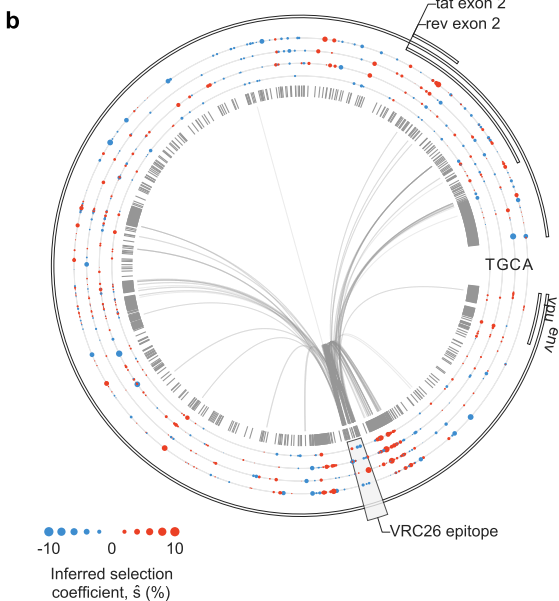 b
tat exon 2
rev exon 2
TGCA
vpu env
VRC26 epitope
-10 0 10
Inferred selection
coefficient, ŝ (%)